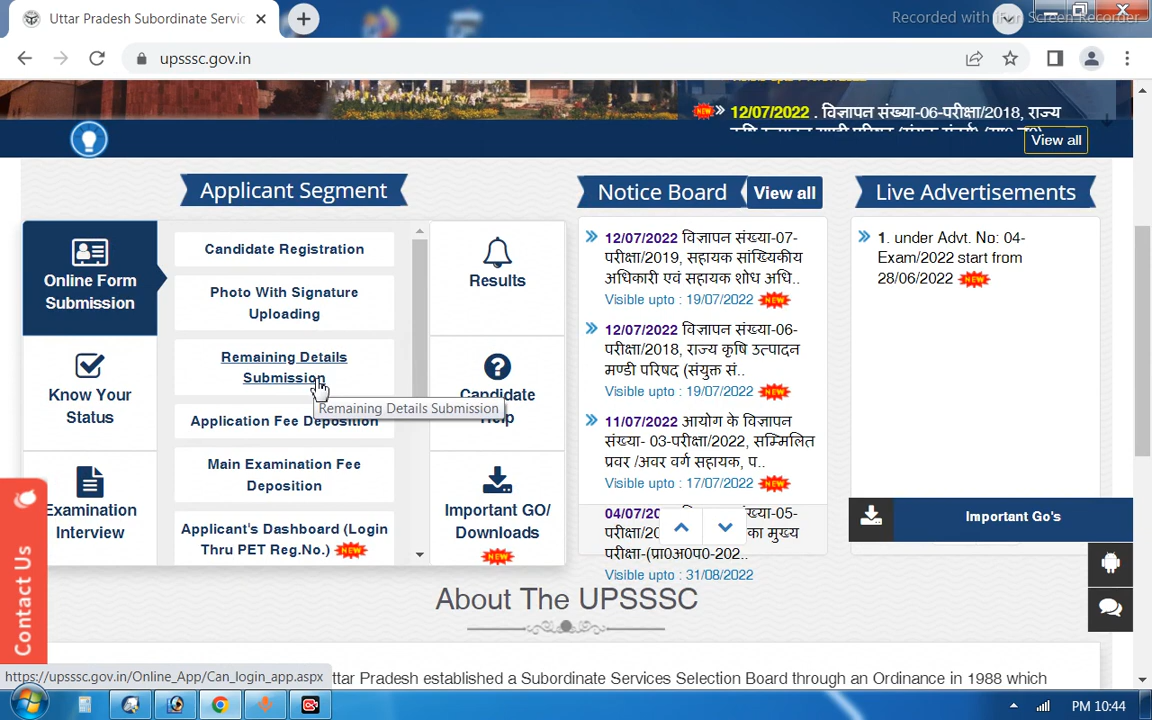 Uttar Pradesh Subordinate Servic
Recorded with iFun Screen Recorder
upsssc.gov.in
12/07/2022 . विज्ञापन संख्या-06-परीक्षा/2018, राज्य
View all
Applicant Segment
Online Form
Submission
Know Your
Status
Examination
Interview
Candidate Registration
Photo With Signature
Uploading
Remaining Details
Submission
Remaining Details Submission
Application Fee Deposition
Main Examination Fee
Deposition
Applicant's Dashboard (Login
Thru PET Reg.No.) NEW
Results
Candidate
Help
Important GO/
Downloads
NEW
Notice Board
View all
12/07/2022 विज्ञापन संख्या-07-
परीक्षा/2019, सहायक सांख्यिकीय
अधिकारी एवं सहायक शोध अधि..
Visible upto : 19/07/2022 NEW
12/07/2022 विज्ञापन संख्या-06-
परीक्षा/2018, राज्य कृषि उत्पादन
मण्डी परिषद (संयुक्त सं..
Visible upto : 19/07/2022 NEW
11/07/2022 आयोग के विज्ञापन
संख्या- 03-परीक्षा/2022, सम्मिलित
प्रवर /अवर वर्ग सहायक, प..
Visible upto : 17/07/2022 NEW
संख्या-05-
का मुख्य
परीक्षा-(प्रा0अ0प0-202..
Visible upto : 31/08/2022
Live Advertisements
1. under Advt. No: 04-
Exam/2022 start from
28/06/2022 NEW
Important Go's
Contact Us
About The UPSSSC
https://upsssc.gov.in/Online_App/Can_login_app.aspx
ttar Pradesh established a Subordinate Services Selection Board through an Ordinance in 1988 which
PM 10:44